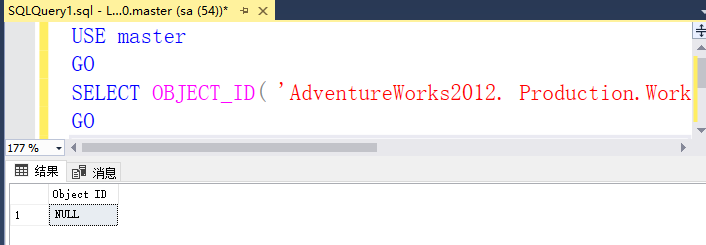 SQLQuery1.sql - L...0.master (sa (54))*
USE master
GO
SELECT OBJECT_ID( 'AdventureWorks2012. Production.Work
GO
177 %
结果 消息
Object ID
1 NULL